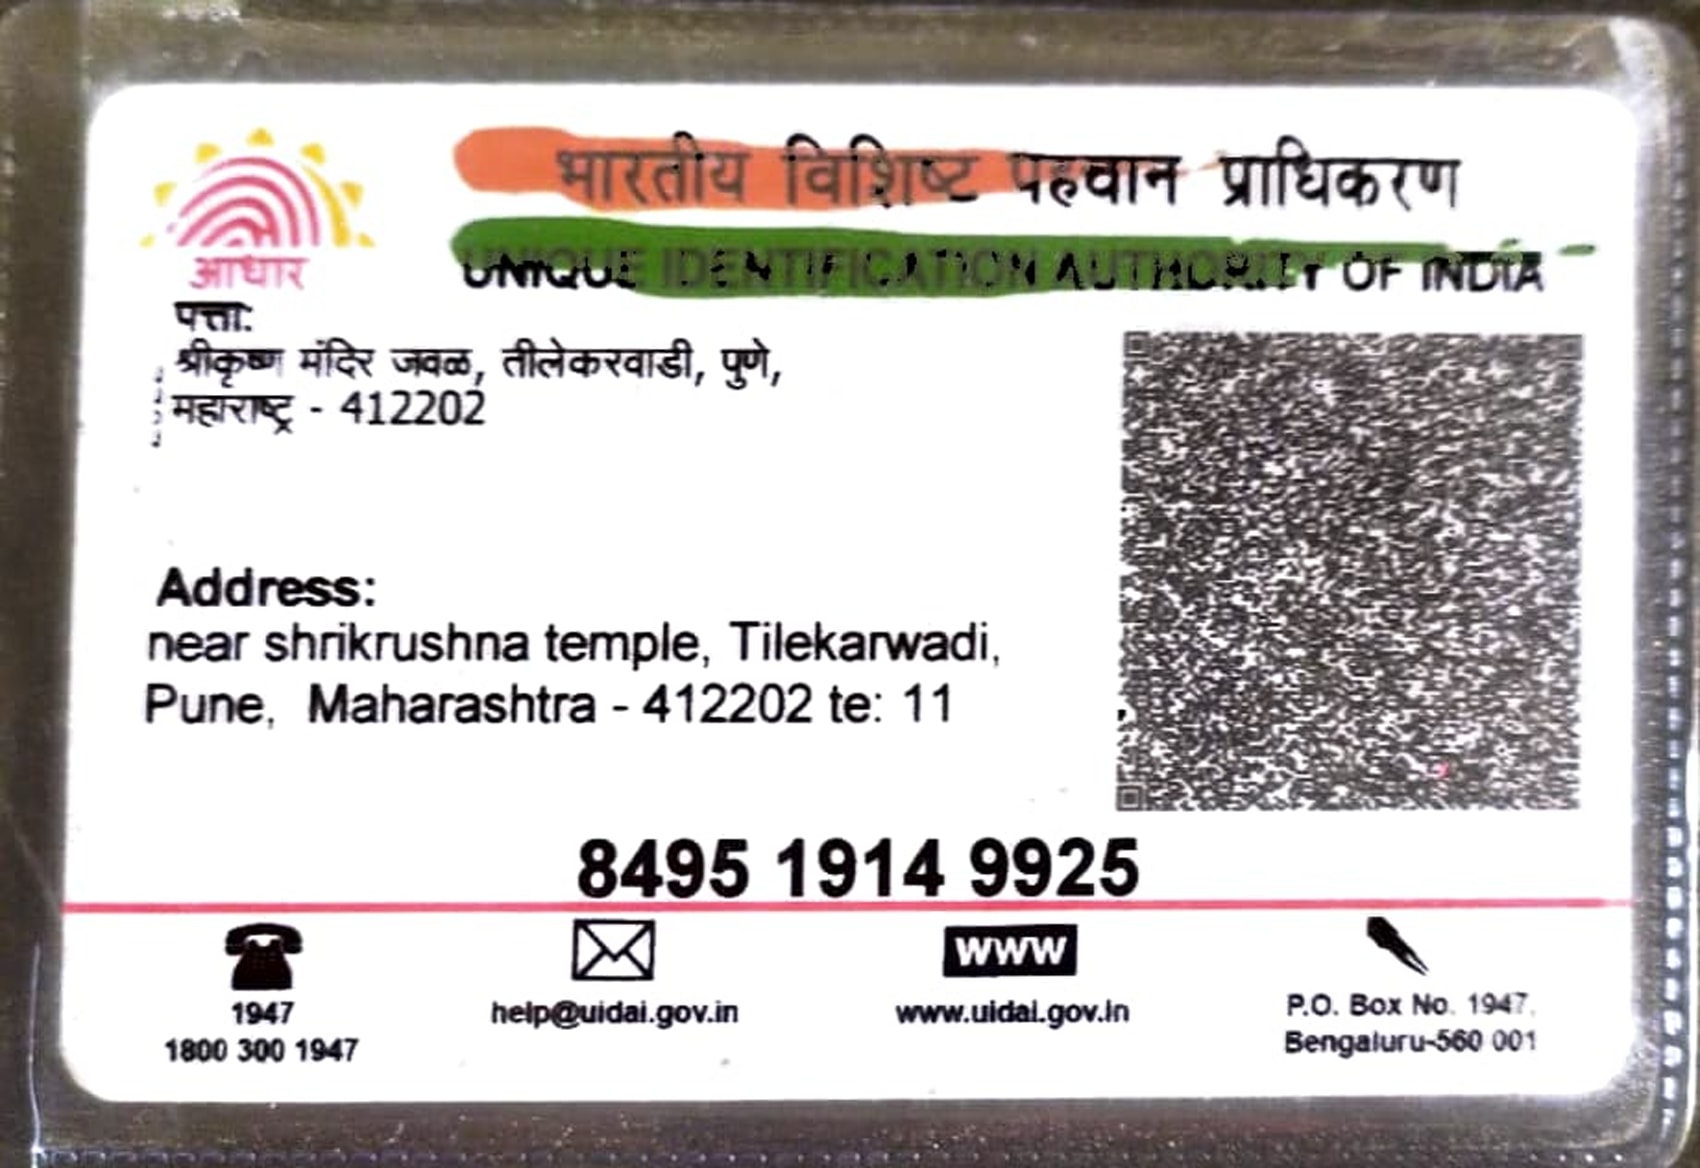 भारतीय विशिष्ट पहचान प्राधिकरण
UNIQUE IDENTIFICATION AUTHORITY OF INDIA
आधार
पत्ता:
श्रीकृष्ण मंदिर जवळ, तीलेकरवाडी, पुणे,
महाराष्ट्र - 412202
Address:
near shrikrushna temple, Tilekarwadi,
Pune, Maharashtra - 412202 te: 11
8495 1914 9925
www
1947
1800 300 1947
help@uidai.gov.in
www.uidai.gov.in
P.O. Box No. 1947,
Bengaluru-560 001